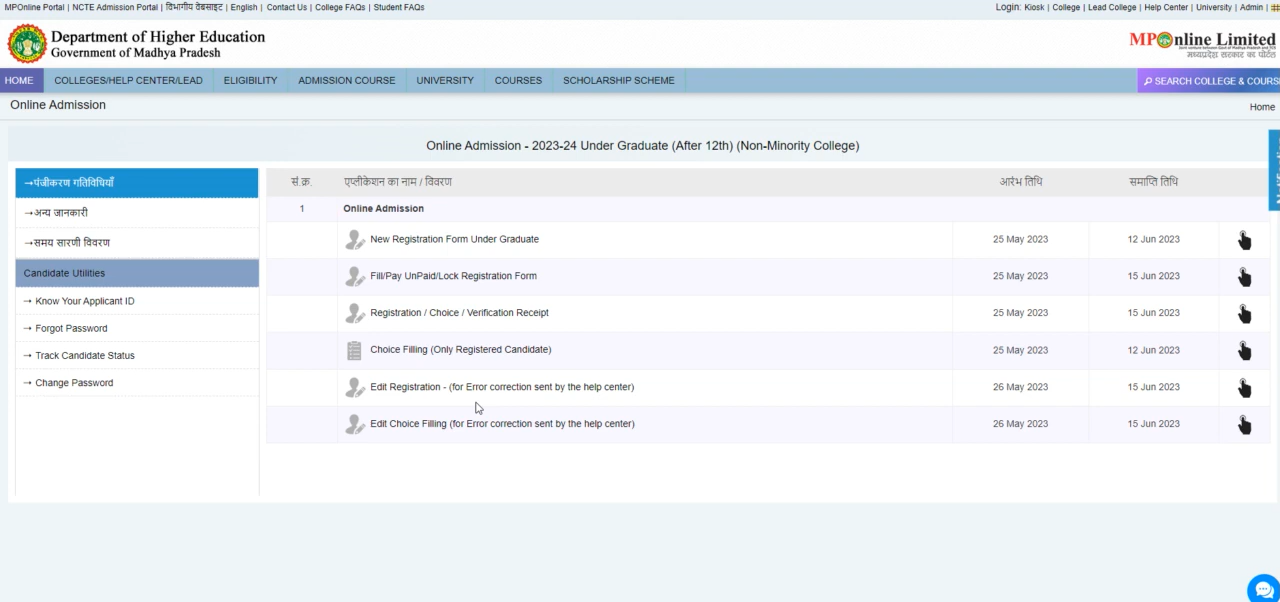 MPOnline Portal | NCTE Admission Portal | विभागीय वेबसाइट | English | Contact Us | College FAQs | Student FAQs
Login: Kiosk | College | Lead College | Help Center | University | Admin |
Department of Higher Education
Government of Madhya Pradesh
MPOnline Limited
मध्यप्रदेश सरकार का पोर्टल
HOME COLLEGES/HELP CENTER/LEAD ELIGIBILITY ADMISSION COURSE UNIVERSITY COURSES SCHOLARSHIP SCHEME SEARCH COLLEGE & COURS
Online Admission
Home
Online Admission - 2023-24 Under Graduate (After 12th) (Non-Minority College)
→पंजीकरण गतिविधियाँ
→अन्य जानकारी
→समय सारणी विवरण
Candidate Utilities
→ Know Your Applicant ID
→ Forgot Password
→ Track Candidate Status
→ Change Password
सं.क्र. एप्लीकेशन का नाम / विवरण आरंभ तिथि समाप्ति तिथि
1 Online Admission
New Registration Form Under Graduate 25 May 2023 12 Jun 2023
Fill/Pay UnPaid/Lock Registration Form 25 May 2023 15 Jun 2023
Registration / Choice / Verification Receipt 25 May 2023 15 Jun 2023
Choice Filling (Only Registered Candidate) 25 May 2023 12 Jun 2023
Edit Registration - (for Error correction sent by the help center) 26 May 2023 15 Jun 2023
Edit Choice Filling (for Error correction sent by the help center) 26 May 2023 15 Jun 2023